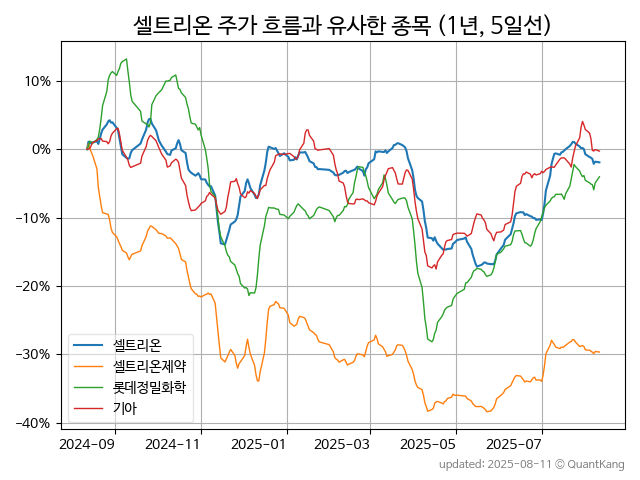 셀트리온 주가 흐름과 유사한 종목 (1년, 5일선)
10%
0%
−10%
−20%
−30%
−40%
셀트리온
셀트리온제약
롯데정밀화학
기아
2024-09
2024-11
2025-01
2025-03
2025-05
2025-07
updated: 2025-08-11 © QuantKang